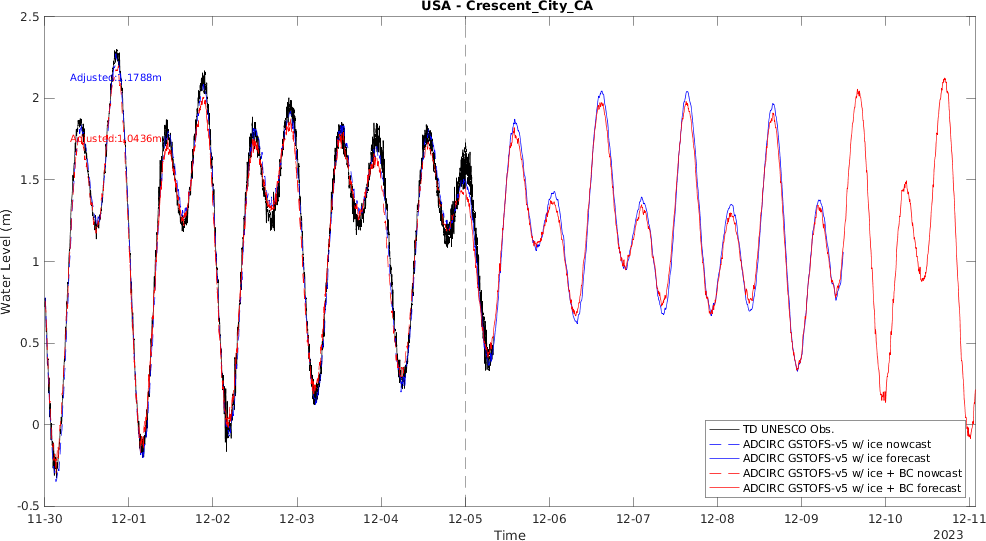 USA - Crescent_City_CA
2.5
2
1.5
1
0.5
0
-0.5
Water Level (m)
Adjusted:1.1788m
Adjusted:1.0436m
TD UNESCO Obs.
ADCIRC GSTOFS-v5 w/ ice nowcast
ADCIRC GSTOFS-v5 w/ ice forecast
ADCIRC GSTOFS-v5 w/ ice + BC nowcast
ADCIRC GSTOFS-v5 w/ ice + BC forecast
11-30 12-01 12-02 12-03 12-04 12-05 12-06 12-07 12-08 12-09 12-10 12-11
Time
2023